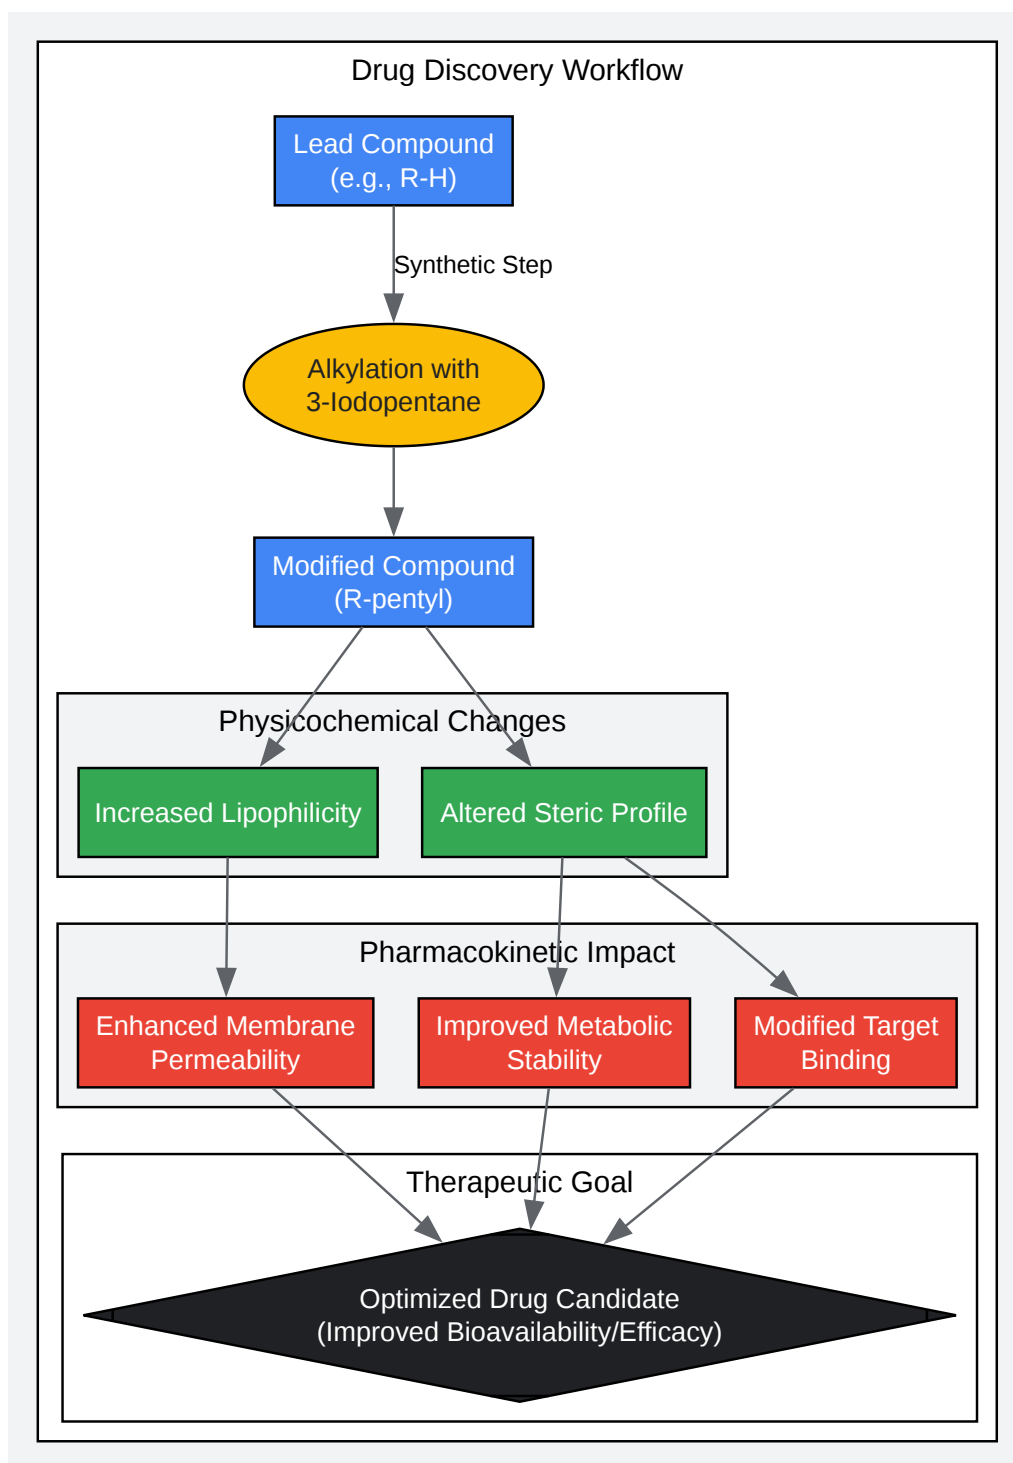 Drug Discovery Workflow
Lead Compound
(e.g., R-H)
Synthetic Step
Alkylation with
3-Iodopentane
Modified Compound
(R-pentyl)
Physicochemical Changes
Increased Lipophilicity
Altered Steric Profile
Pharmacokinetic Impact
Enhanced Membrane
Permeability
Improved Metabolic
Stability
Modified Target
Binding
Therapeutic Goal
Optimized Drug Candidate
(Improved Bioavailability/Efficacy)